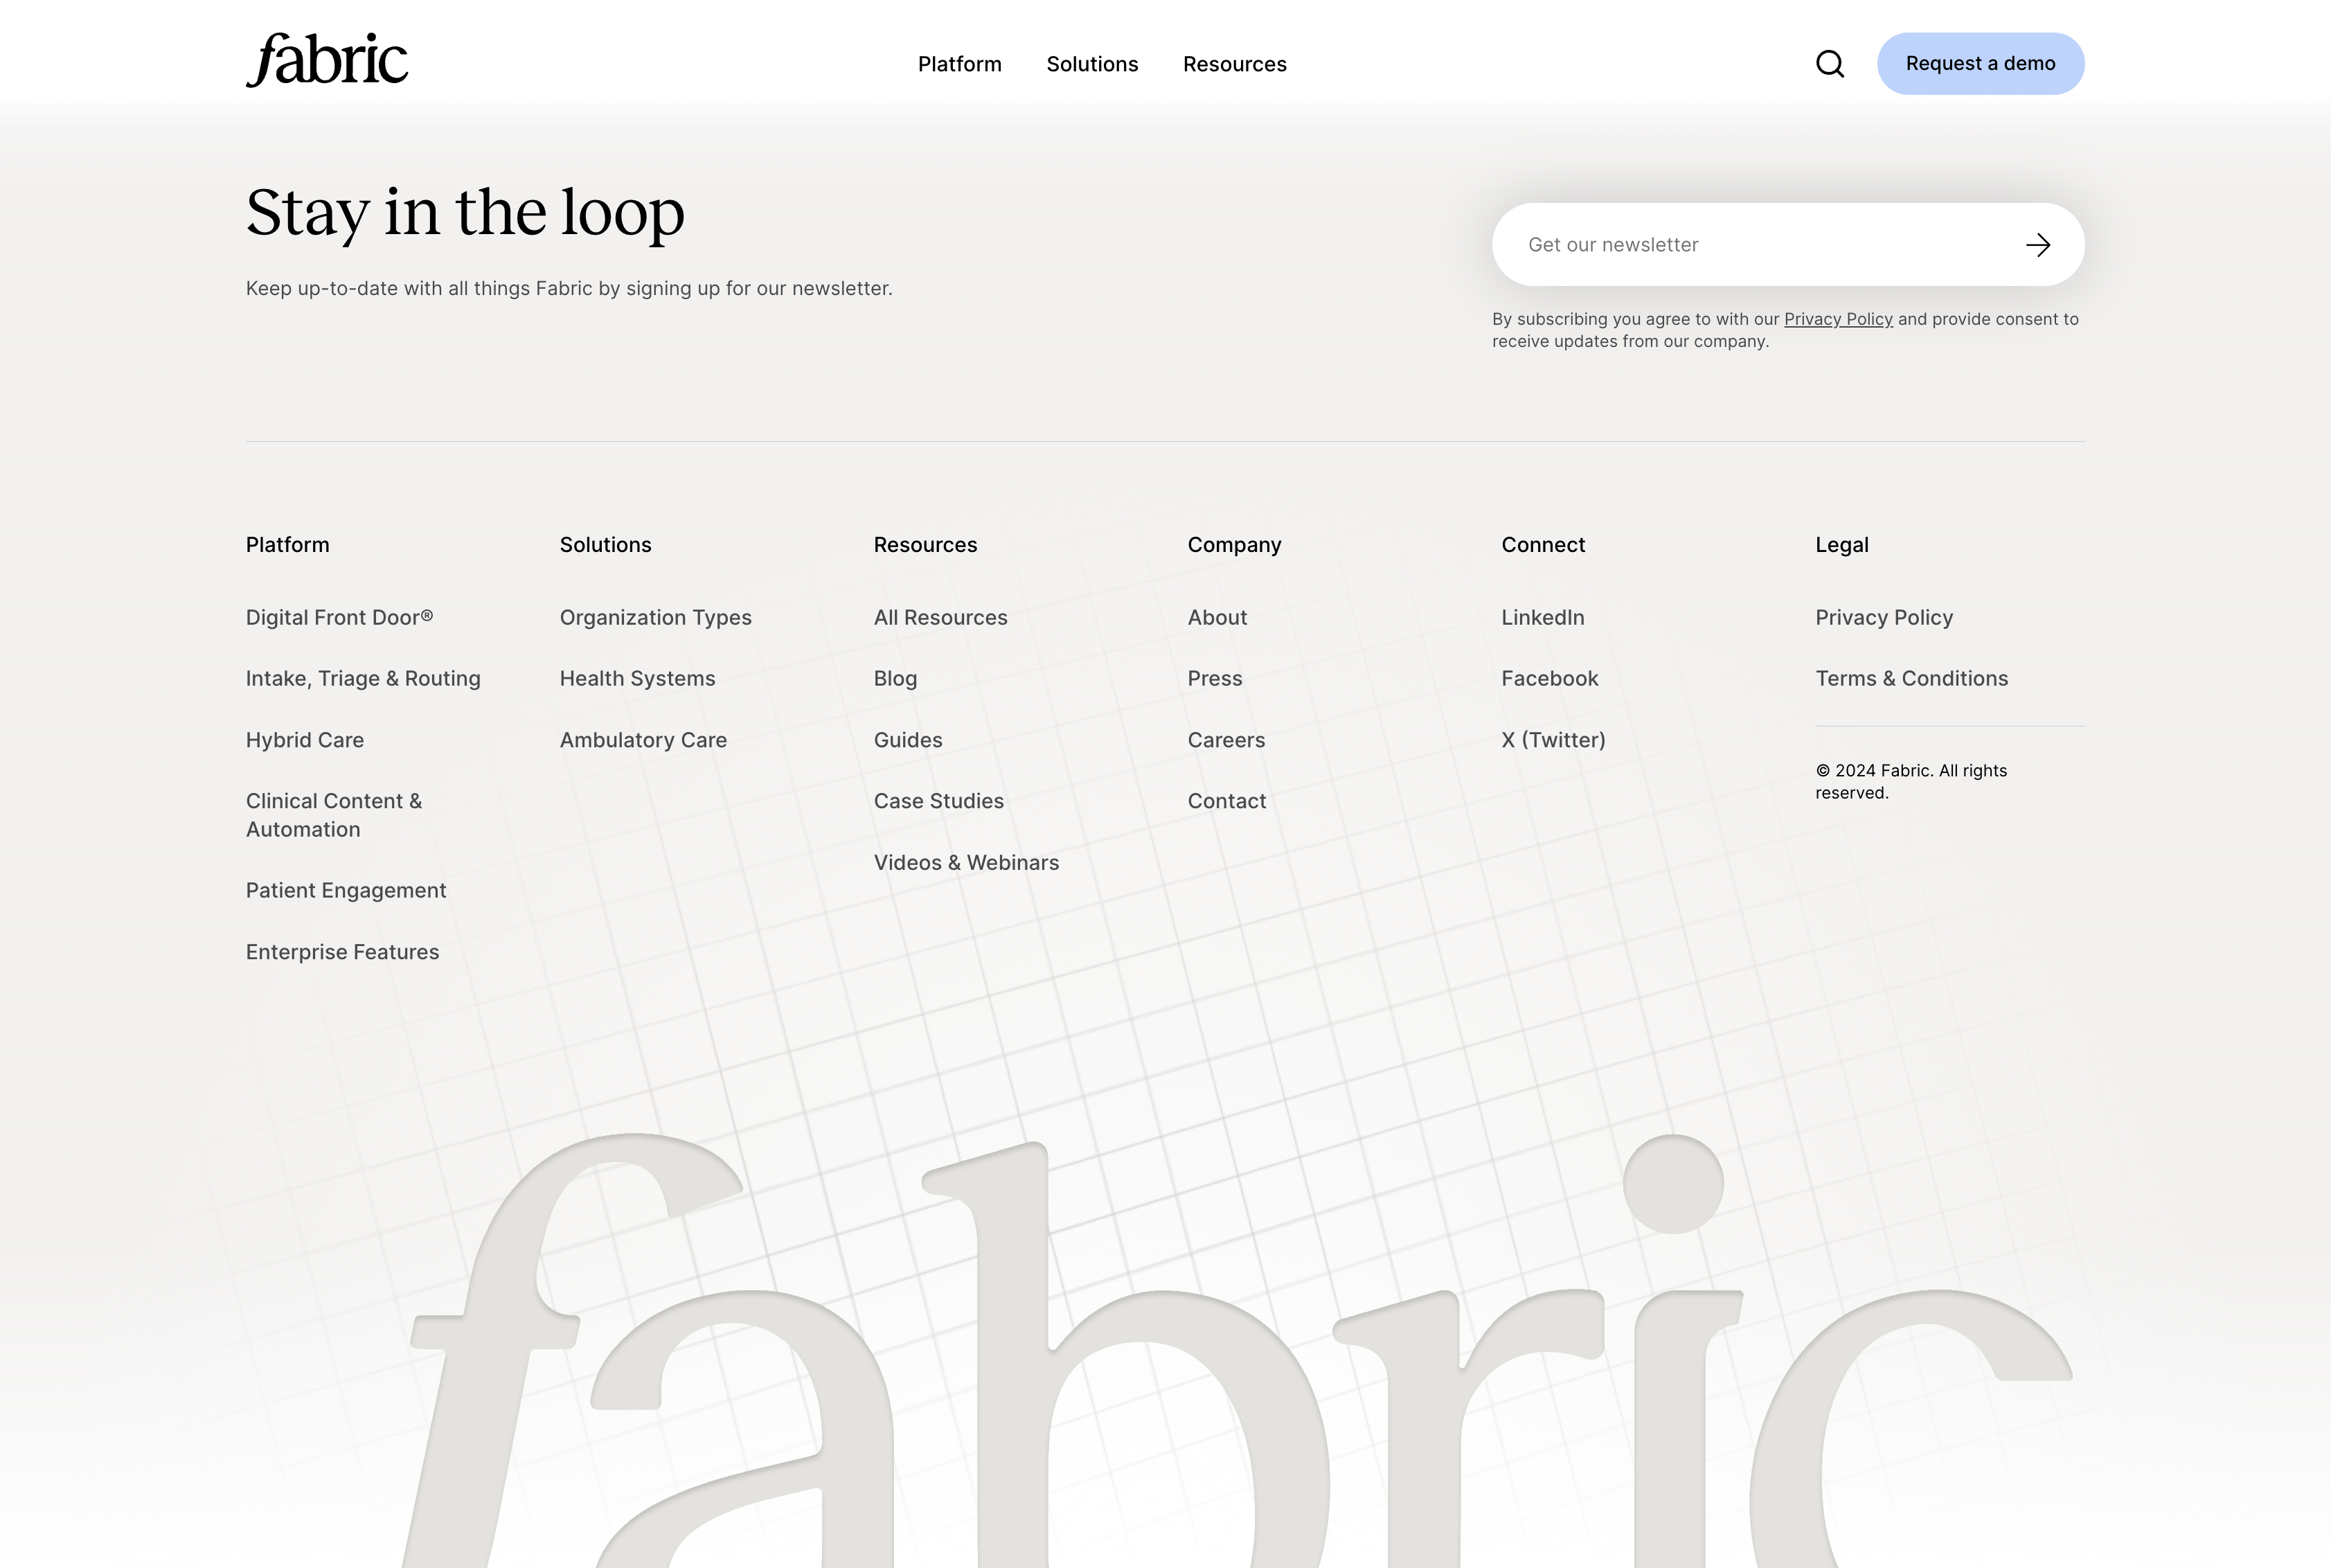 fabric
Platform
Solutions
Resources
Request a demo
Stay in the loop
Keep up-to-date with all things Fabric by signing up for our newsletter.
Get our newsletter
By subscribing you agree to with our Privacy Policy and provide consent to
receive updates from our company.
Platform
Digital Front Door®
Intake, Triage & Routing
Hybrid Care
Clinical Content &
Automation
Patient Engagement
Enterprise Features
Solutions
Organization Types
Health Systems
Ambulatory Care
Resources
All Resources
Blog
Guides
Case Studies
Videos & Webinars
Company
About
Press
Careers
Contact
Connect
LinkedIn
Facebook
X (Twitter)
Legal
Privacy Policy
Terms & Conditions
© 2024 Fabric. All rights
reserved.
fabric